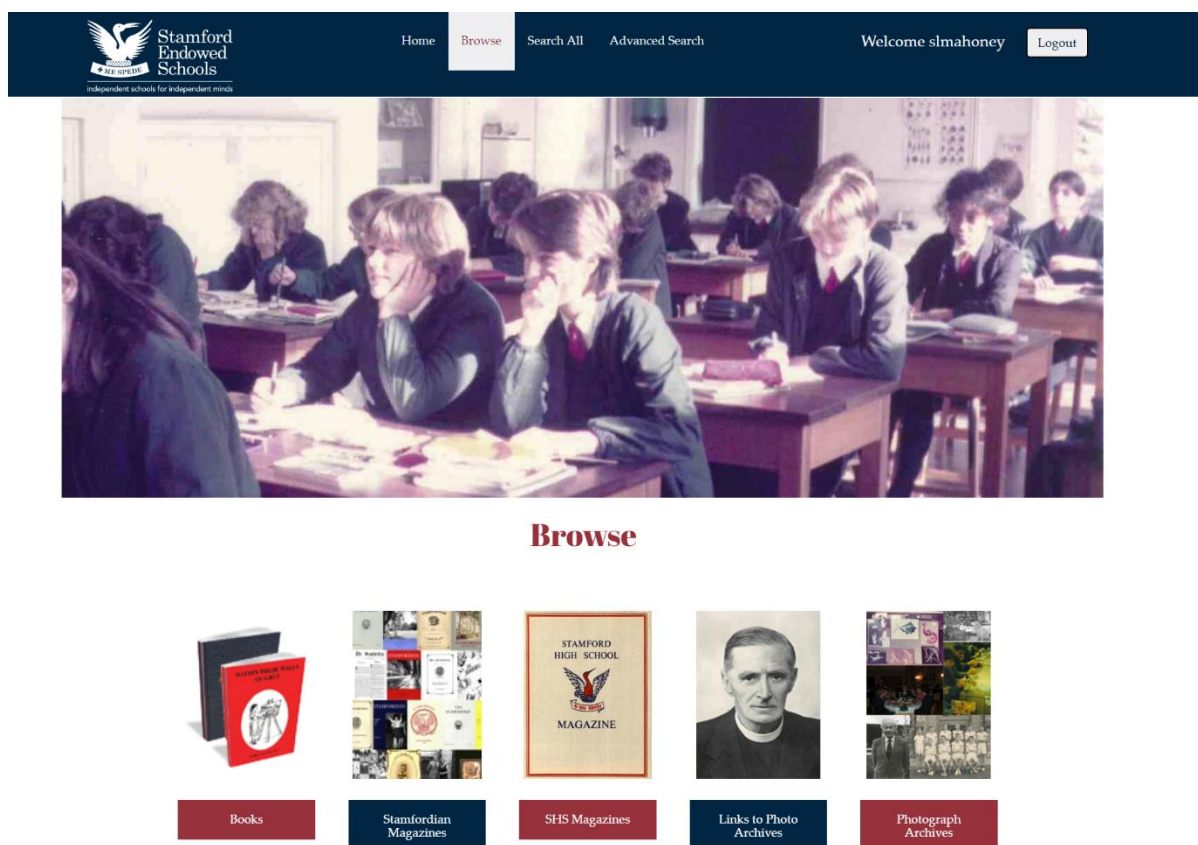 Stamford
Endowed
Schools
+ ME SPEDE
independent schools for independent minds
Home Browse Search All Advanced Search
Welcome slmahoney Logout
Browse
STAMFORD
HIGH SCHOOL
+ ME SPEDE
MAGAZINE
Books
Stamfordian
Magazines
SHS Magazines
Links to Photo
Archives
Photograph
Archives